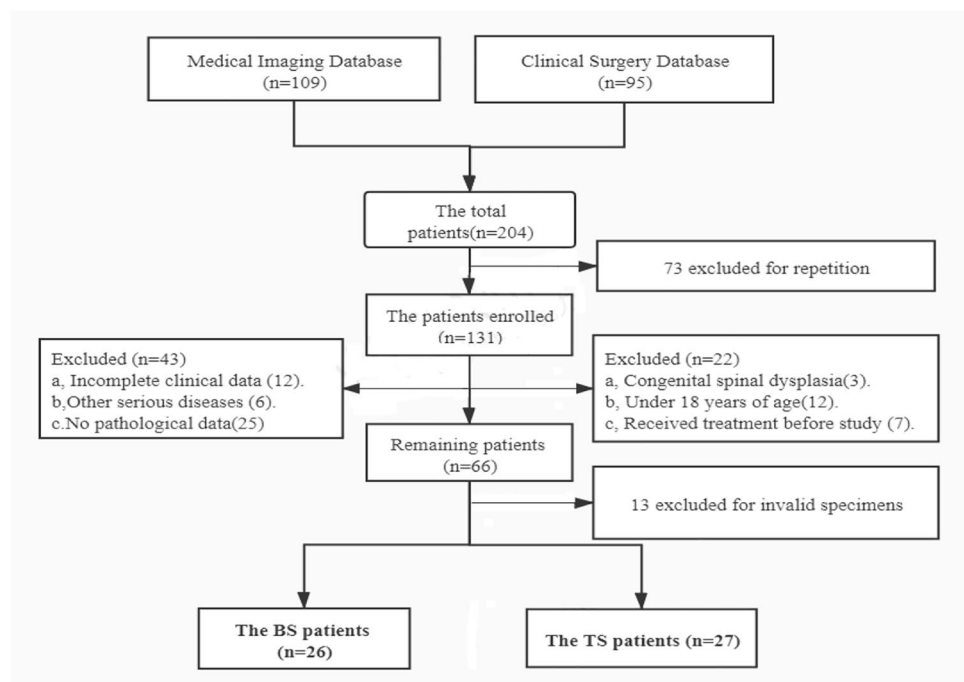 Medical Imaging Database
(n=109)
Clinical Surgery Database
(n=95)
The total
patients(n=204)
73 excluded for repetition
The patients enrolled
(n=131)
Excluded (n=43)
a, Incomplete clinical data (12).
b,Other serious diseases (6).
c.No pathological data(25)
Excluded (n=22)
a, Congenital spinal dysplasia(3).
b, Under 18 years of age(12).
c, Received treatment before study (7).
Remaining patients
(n=66)
13 excluded for invalid specimens
The BS patients
(n=26)
The TS patients (n=27)